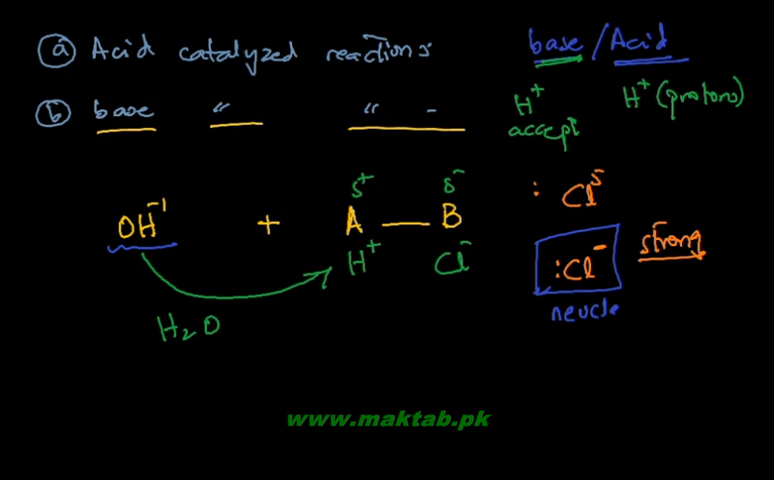 ⓐ Acid catalyzed reactions
ⓑ base " " -
base / Acid
H⁺ H⁺ (protons)
accept
OH⁻¹ + A — B
δ⁺ δ⁻
H⁺ Cl⁻
H₂O
: Cl
:Cl⁻ strong
neucle
www.maktab.pk